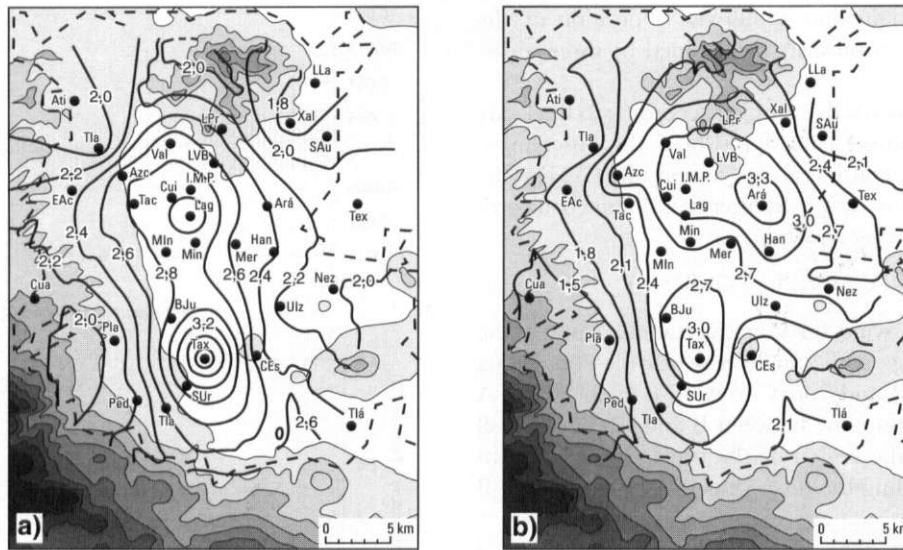 2,0
LLa
Ati
1,8
Xal
LPr
SAu
Tla
Val
2,0
LVB
2,2
Azc
I.M.P.
EAc
Cui
Tac
Lag
Ará
Tex
2,4
Min
Han
MIn
Mer
2,6
2,2
2,8
2,6
2,4
2,2
2,0
Cua
Nez
BJu
Ulz
2,0
Pla
3,2
Tax
CEs
SUr
Ped
Tla
2,6
Tlá
0
a)
0 5 km
LLa
Ati
Xal
LPr
SAu
Tla
Val
2,4
2,1
LVB
Azc
3,3
EAc
I.M.P.
Cui
Tac
Lag
Ará
Tex
3,0
Min
2,7
MIn
Mer
Han
1,8
2,1
2,4
2,7
1,5
2,7
Nez
Cua
BJu
Ulz
3,0
Pla
Tax
CEs
SUr
Ped
Tla
2,1
Tlá
b)
0 5 km